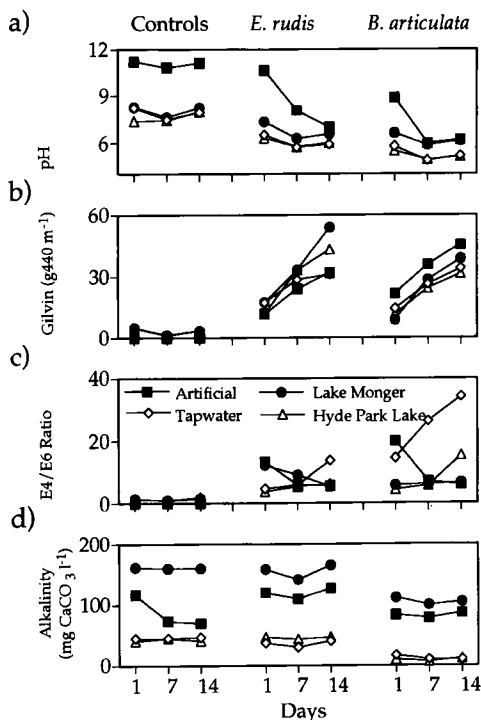 a) Controls E. rudis B. articulata
12
9
6
pH
b)
60
30
0
Gilvin (g440 m⁻¹)
c)
40
20
0
E4/E6 Ratio
Artificial Lake Monger
Tapwater Hyde Park Lake
d)
200
100
0
Alkalinity
(mg CaCO₃ l⁻¹)
1 7 14 1 7 14 1 7 14
Days Days Days